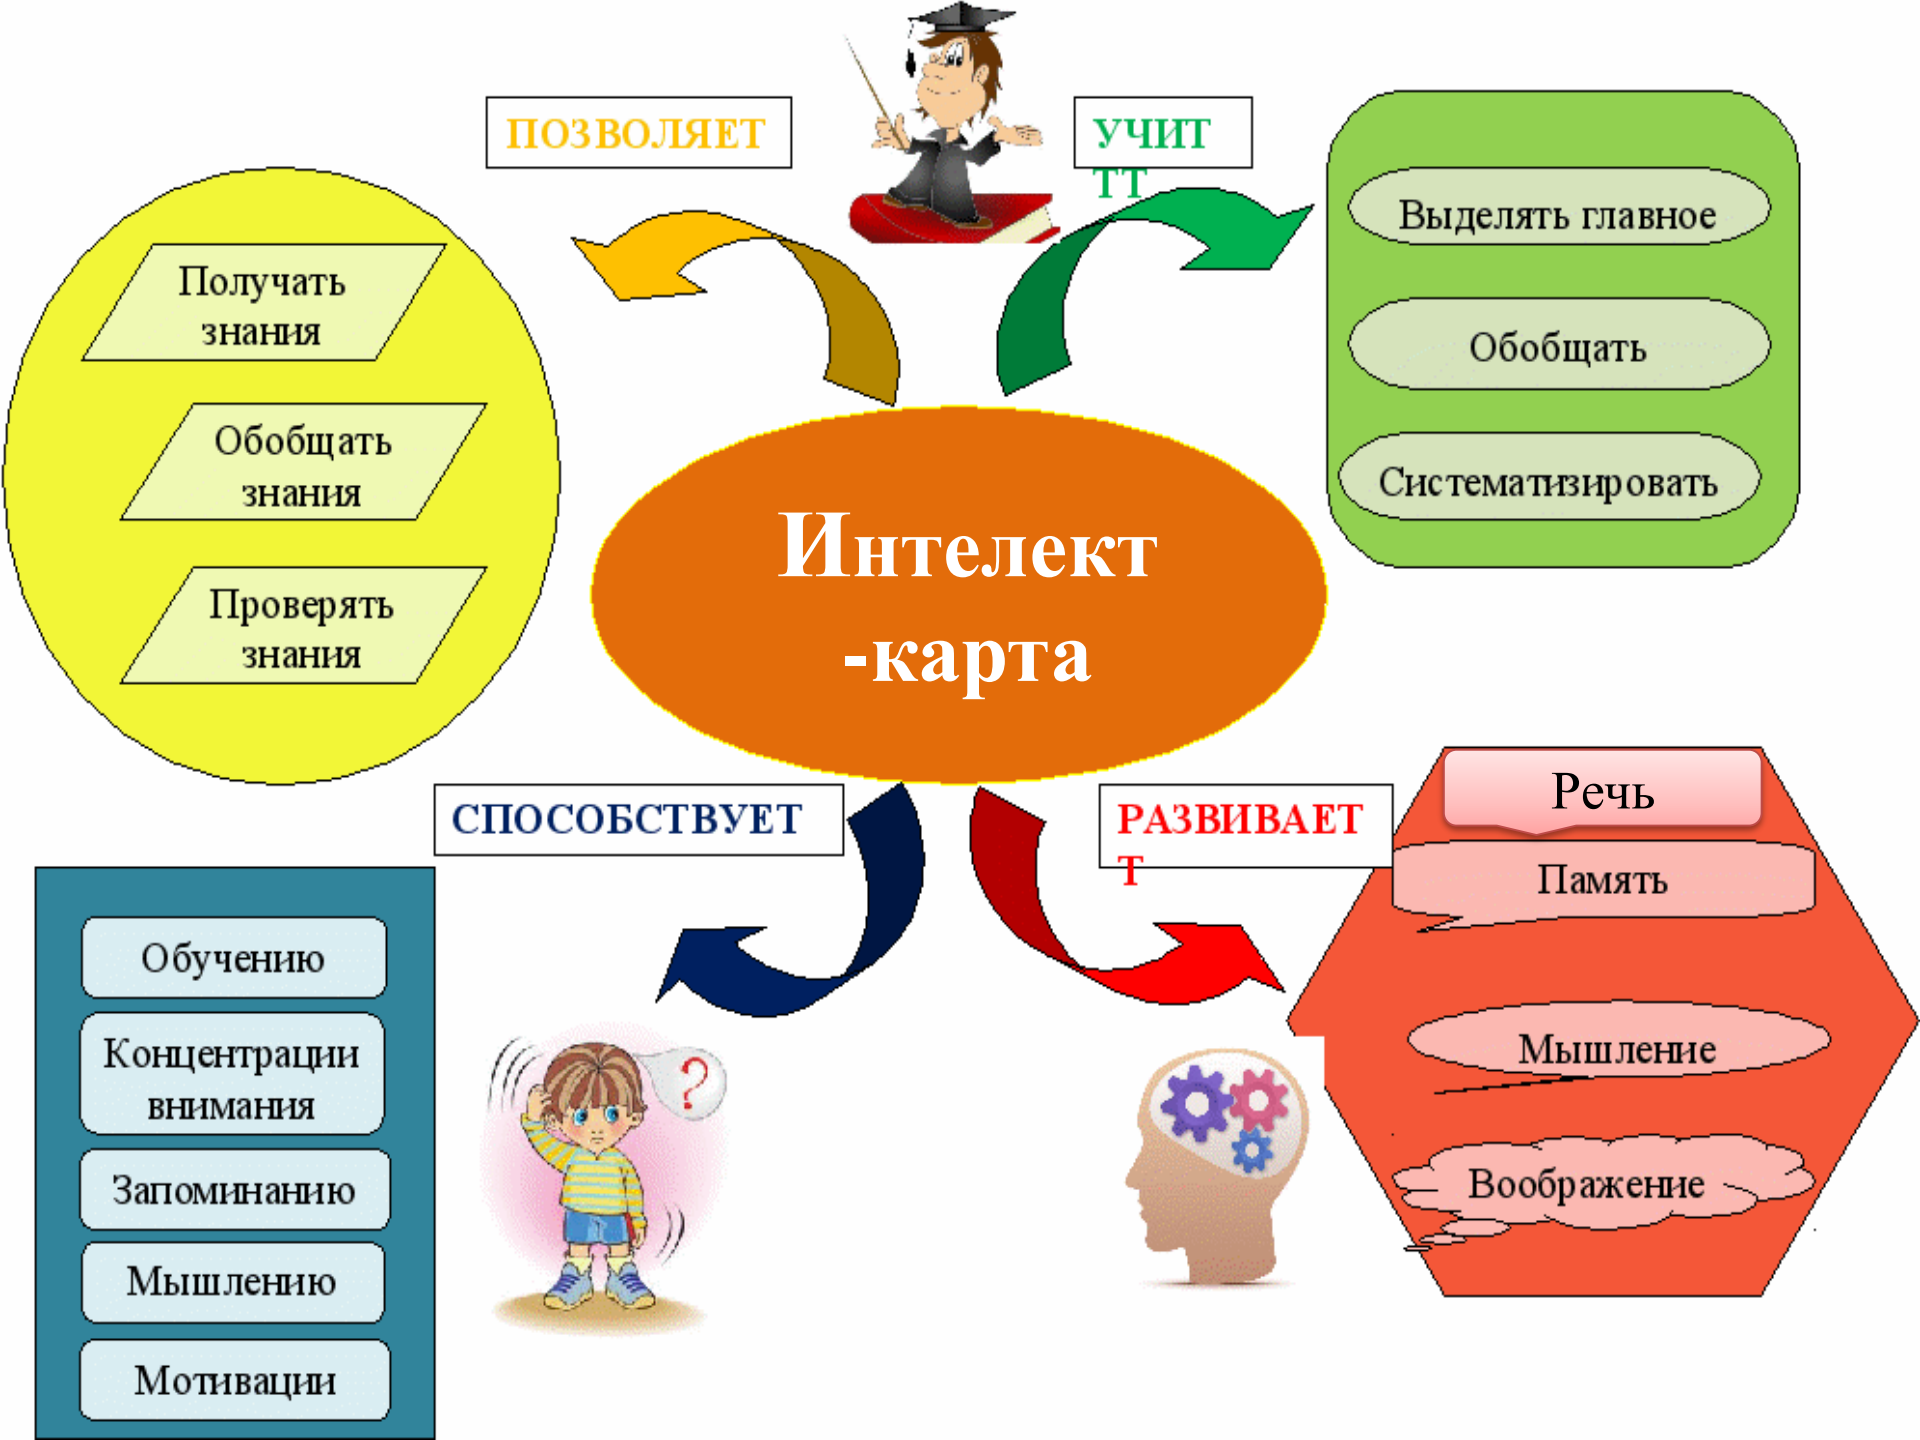 ПОЗВОЛЯЕТ
УЧИТ
ТТ
Получать
знания
Обобщать
знания
Проверять
знания
Выделять главное
Обобщать
Систематизировать
Интелект
-карта
СПОСОБСТВУЕТ
РАЗВИВАЕТ
Т
Обучению
Концентрации
внимания
Запоминанию
Мышлению
Мотивации
?
Речь
Память
Мышление
Воображение